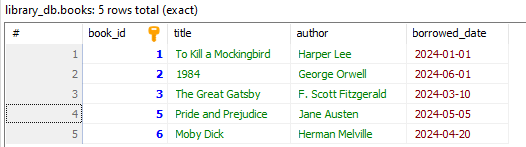 library_db.books: 5 rows total (exact)
# book_id title author borrowed_date
1 1 To Kill a Mockingbird Harper Lee 2024-01-01
2 2 1984 George Orwell 2024-06-01
3 3 The Great Gatsby F. Scott Fitzgerald 2024-03-10
4 5 Pride and Prejudice Jane Austen 2024-05-05
5 6 Moby Dick Herman Melville 2024-04-20